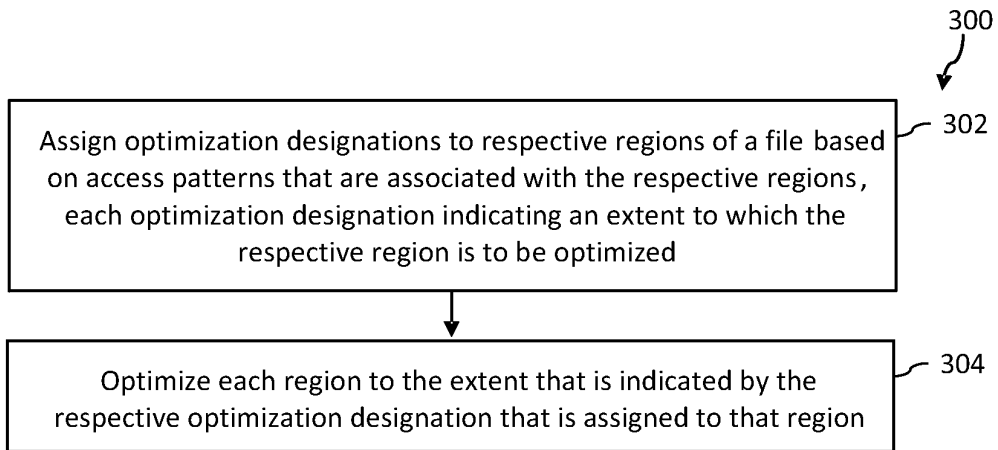 300
302
Assign optimization designations to respective regions of a file based
on access patterns that are associated with the respective regions,
each optimization designation indicating an extent to which the
respective region is to be optimized
304
Optimize each region to the extent that is indicated by the
respective optimization designation that is assigned to that region